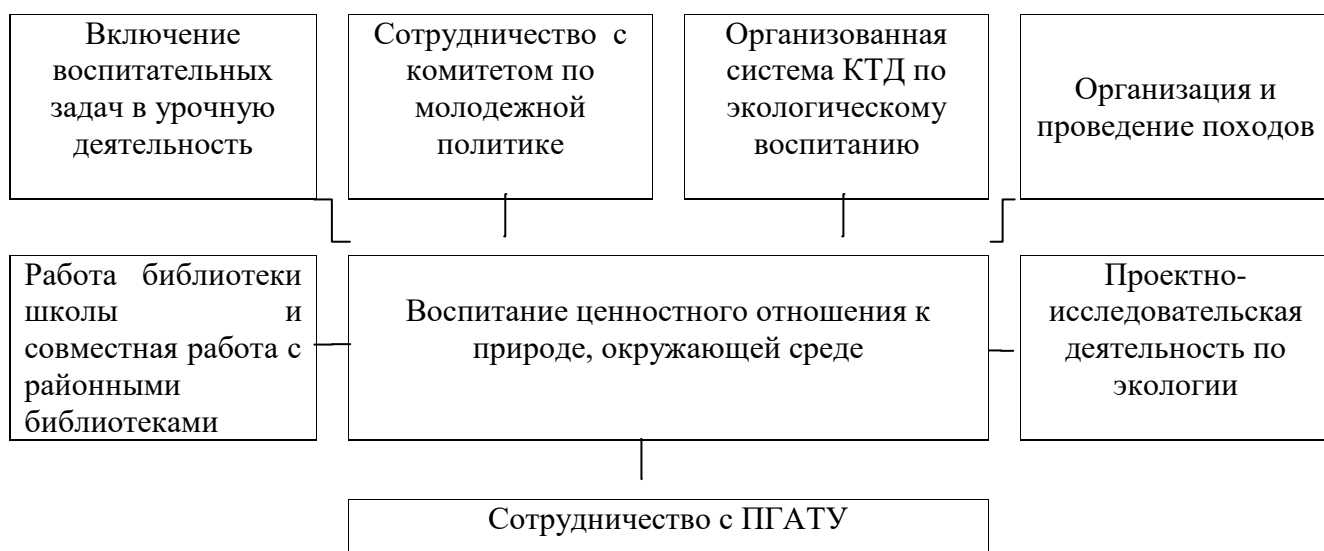 Включение
воспитательных
задач в урочную
деятельность
Сотрудничество с
комитетом по
молодежной
политике
Организованная
система КТД по
экологическому
воспитанию
Организация и
проведение походов
Работа библиотеки
школы и
совместная работа с
районными
библиотеками
Воспитание ценностного отношения к
природе, окружающей среде
Проектно-
исследовательская
деятельность по
экологии
Сотрудничество с ПГАТУ